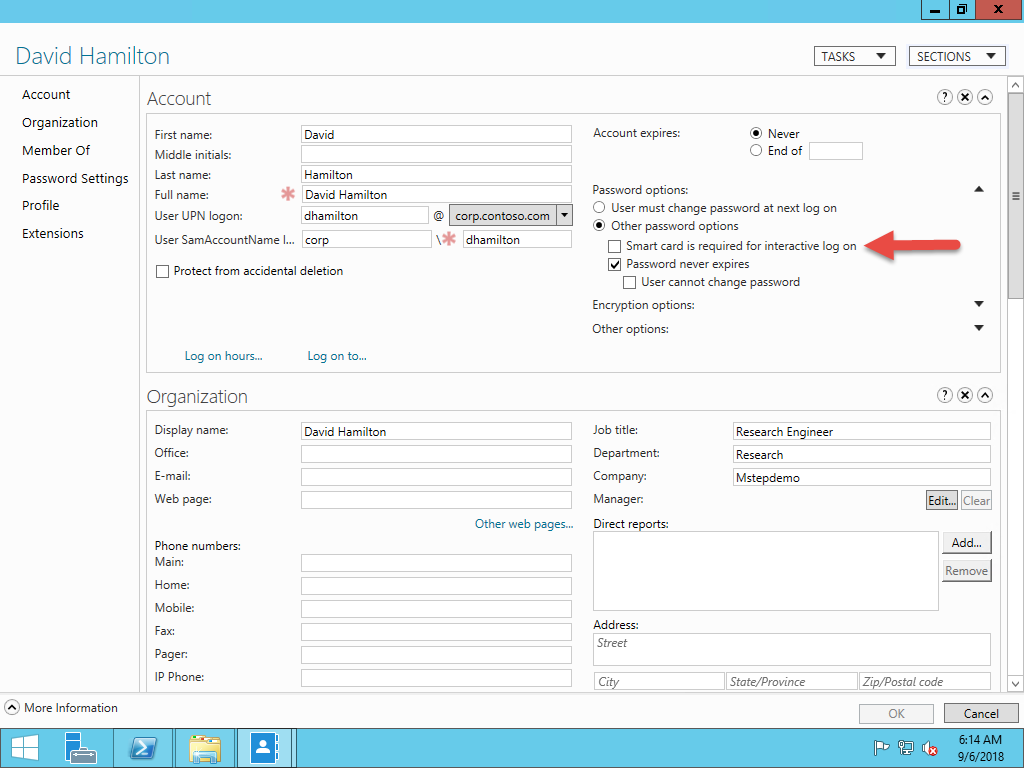 David Hamilton
TASKS
SECTIONS
Account
Organization
Member Of
Password Settings
Profile
Extensions
Account
?
First name:
David
Middle initials:
Last name:
Hamilton
Full name:
* David Hamilton
User UPN logon:
dhamilton
@
corp.contoso.com
User SamAccountName l...
corp
\* dhamilton
Protect from accidental deletion
Log on hours...
Log on to...
Account expires:
Never
End of
Password options:
User must change password at next log on
Other password options
Smart card is required for interactive log on
Password never expires
User cannot change password
Encryption options:
Other options:
Organization
?
Display name:
David Hamilton
Office:
E-mail:
Web page:
Other web pages...
Phone numbers:
Main:
Home:
Mobile:
Fax:
Pager:
IP Phone:
Job title:
Research Engineer
Department:
Research
Company:
Mstepdemo
Manager:
Edit...
Clear
Direct reports:
Add...
Remove
Address:
Street
City
State/Province
Zip/Postal code
More Information
OK
Cancel
6:14 AM
9/6/2018